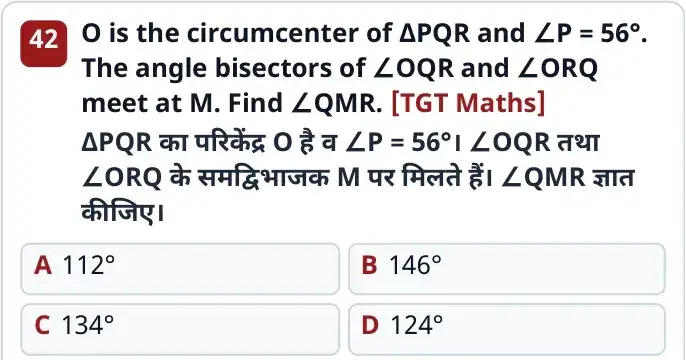 42 O is the circumcenter of ΔPQR and ∠P = 56°.
The angle bisectors of ∠OQR and ∠ORQ
meet at M. Find ∠QMR. [TGT Maths]
ΔPQR का परिकेंद्र O है व ∠P = 56°। ∠OQR तथा
∠ORQ के समद्विभाजक M पर मिलते हैं। ∠QMR ज्ञात
कीजिए।
A 112°
B 146°
C 134°
D 124°